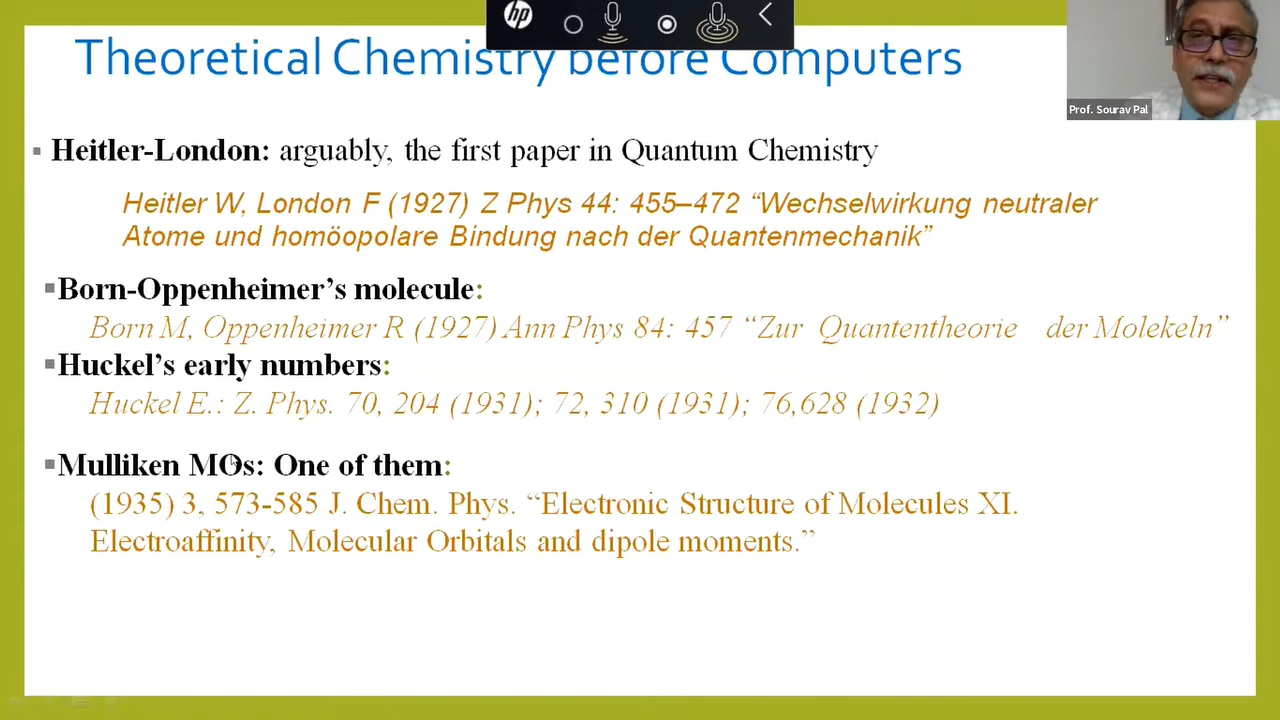 hp
Theoretical Chemistry before Computers
Prof. Sourav Pal
▪ Heitler-London: arguably, the first paper in Quantum Chemistry
Heitler W, London F (1927) Z Phys 44: 455–472 “Wechselwirkung neutraler
Atome und homöopolare Bindung nach der Quantenmechanik”
▪Born-Oppenheimer’s molecule:
Born M, Oppenheimer R (1927) Ann Phys 84: 457 “Zur Quantentheorie der Molekeln”
▪Huckel’s early numbers:
Huckel E.: Z. Phys. 70, 204 (1931); 72, 310 (1931); 76,628 (1932)
▪Mulliken MOs: One of them:
(1935) 3, 573-585 J. Chem. Phys. “Electronic Structure of Molecules XI.
Electroaffinity, Molecular Orbitals and dipole moments.”